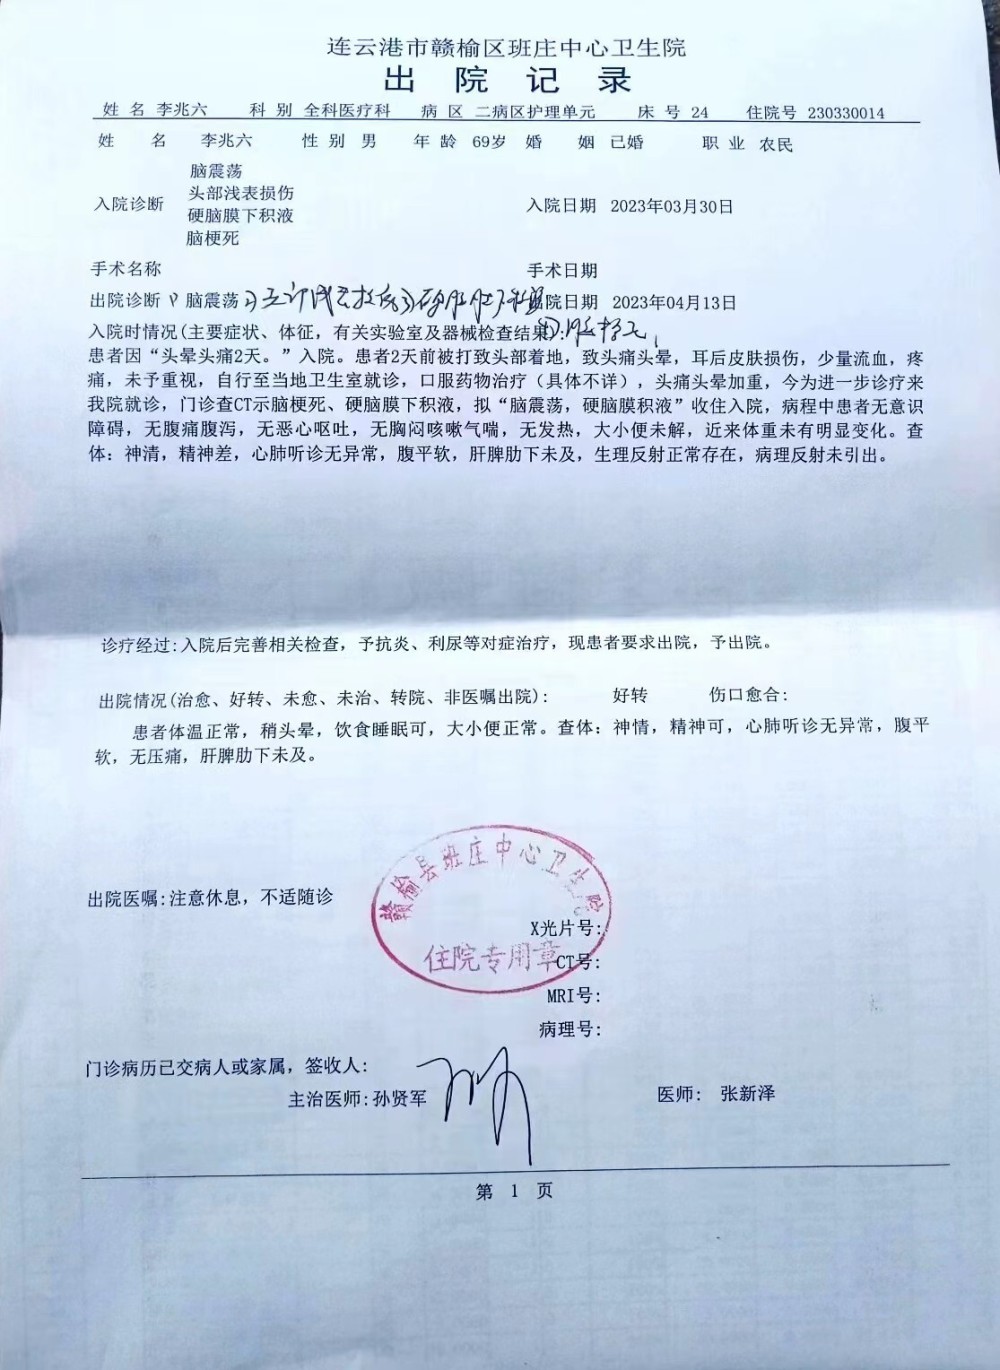 连云港市赣榆区班庄中心卫生院
出院记录
姓名 李兆六 科别 全科医疗科 病区 二病区护理单元 床号 24 住院号 230330014
姓名 李兆六 性别 男 年龄 69岁 婚姻 已婚 职业 农民
脑震荡
头部浅表损伤
入院诊断 硬脑膜下积液 入院日期 2023年03月30日
脑梗死
手术名称 手术日期
出院诊断 1) 脑震荡 2) 3) 出院日期 2023年04月13日
入院时情况(主要症状、体征，有关实验室及器械检查结果): 4)
患者因“头晕头痛2天。”入院。患者2天前被打致头部着地，致头痛头晕，耳后皮肤损伤，少量流血，疼
痛，未予重视，自行至当地卫生室就诊，口服药物治疗（具体不详），头痛头晕加重，今为进一步诊疗来
我院就诊，门诊查CT示脑梗死、硬脑膜下积液，拟“脑震荡，硬脑膜积液”收住入院，病程中患者无意识
障碍，无腹痛腹泻，无恶心呕吐，无胸闷咳嗽气喘，无发热，大小便未解，近来体重未有明显变化。查
体：神清，精神差，心肺听诊无异常，腹平软，肝脾肋下未及，生理反射正常存在，病理反射未引出。
诊疗经过:入院后完善相关检查，予抗炎、利尿等对症治疗，现患者要求出院，予出院。
出院情况(治愈、好转、未愈、未治、转院、非医嘱出院): 好转 伤口愈合:
患者体温正常，稍头晕，饮食睡眠可，大小便正常。查体：神情，精神可，心肺听诊无异常，腹平
软，无压痛，肝脾肋下未及。
赣榆县班庄中心卫生院
出院医嘱:注意休息，不适随诊
X光片号:
住院专用章
CT号:
MRI号:
病理号:
门诊病历已交病人或家属，签收人:
主治医师:孙贤军 医师: 张新泽
第 1 页